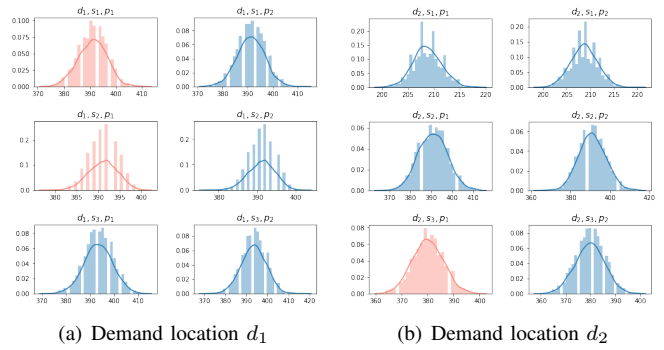 d₁, s₁, p₁
0.100
0.075
0.050
0.025
0.000
370 380 390 400 410
d₁, s₁, p₂
0.08
0.06
0.04
0.02
0.00
370 380 390 400 410
d₂, s₁, p₁
0.20
0.15
0.10
0.05
0.00
200 205 210 215 220
d₂, s₁, p₂
0.20
0.15
0.10
0.05
0.00
200 205 210 215 220
d₁, s₂, p₁
0.2
0.1
0.0
380 385 390 395 400
d₁, s₂, p₂
0.2
0.1
0.0
380 390 400
d₂, s₂, p₁
0.06
0.04
0.02
0.00
370 380 390 400 410
d₂, s₂, p₂
0.06
0.04
0.02
0.00
360 380 400 420
d₁, s₃, p₁
0.08
0.06
0.04
0.02
0.00
370 380 390 400 410
d₁, s₃, p₂
0.08
0.06
0.04
0.02
0.00
370 380 390 400 410 420
d₂, s₃, p₁
0.08
0.06
0.04
0.02
0.00
360 370 380 390 400
d₂, s₃, p₂
0.08
0.06
0.04
0.02
0.00
360 370 380 390 400
(a) Demand location d₁
(b) Demand location d₂